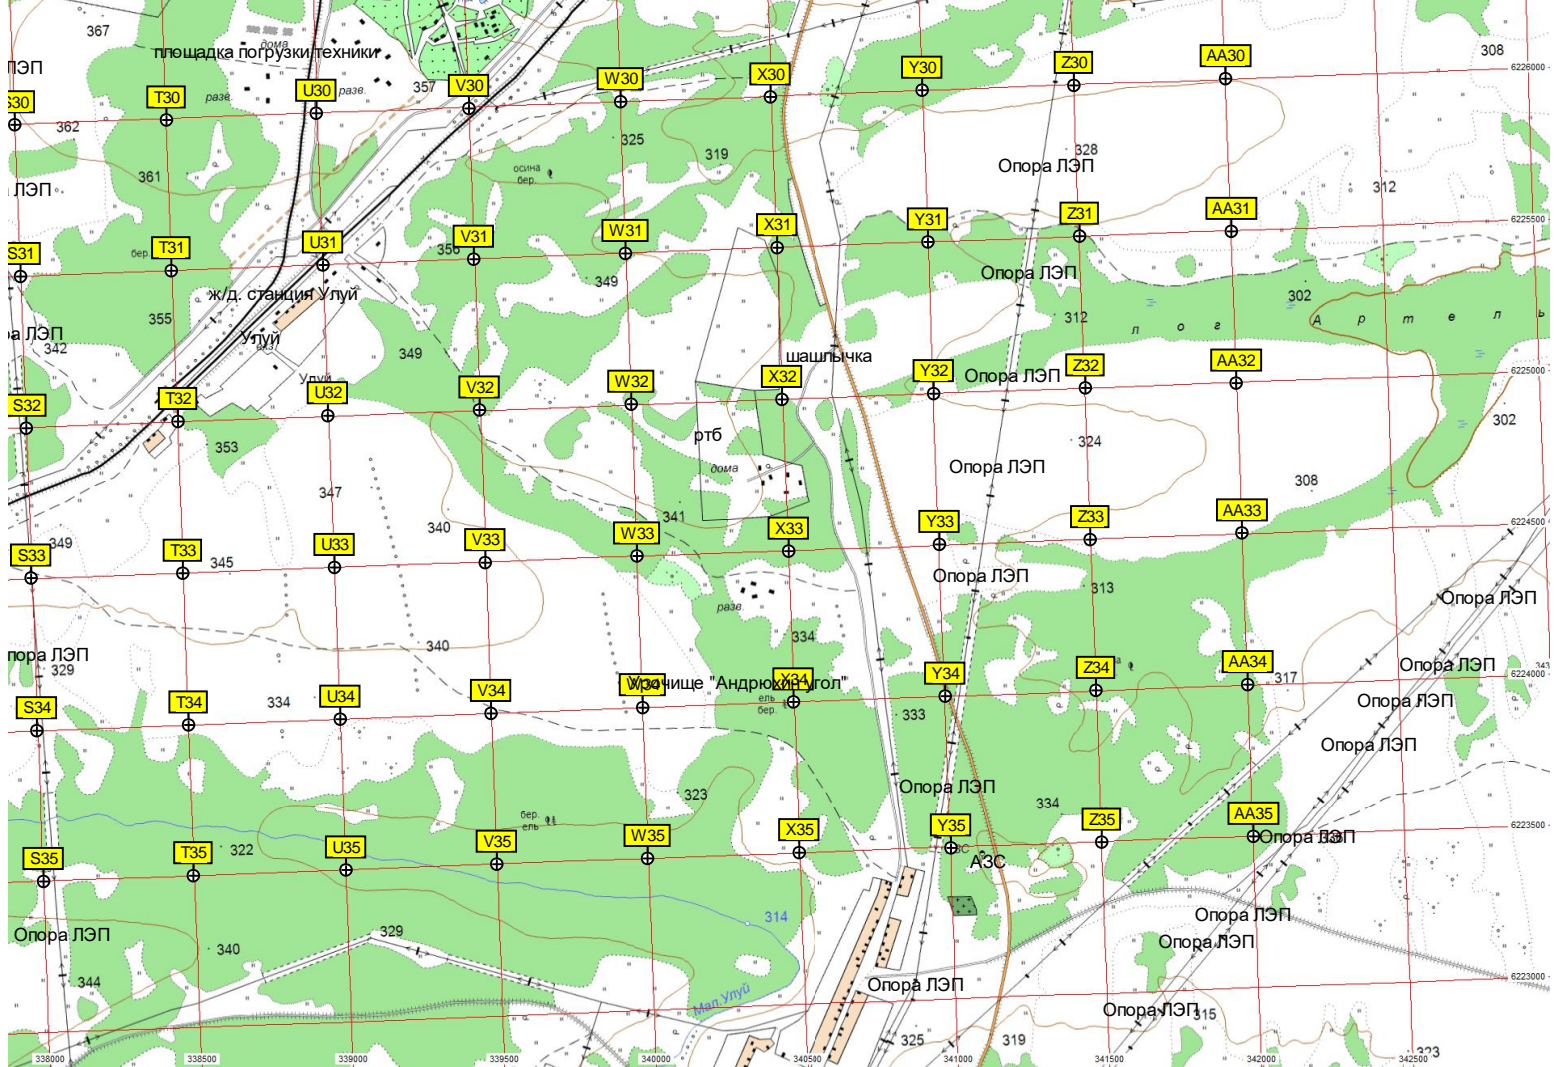 367
дома
площадка погрузки техники
308
ЛЭП
6226000
S30
T30
разв.
U30
разв.
357
V30
W30
X30
Y30
Z30
AA30
362
325
319
328
361
осина
бер.
Опора ЛЭП
312
ЛЭП
S31
T31
бер.
U31
356
V31
W31
X31
Y31
Z31
AA31
6225500
349
Опора ЛЭП
302
ж/д. станция Улуй
355
312
лог Артель
ра ЛЭП
342
Улуй
349
шашлычка
Улуй
S32
T32
U32
V32
W32
X32
Y32
Опора ЛЭП
Z32
AA32
6225000
353
ртб
324
302
дома
Опора ЛЭП
347
308
340
341
349
S33
T33
345
U33
V33
W33
X33
Y33
Z33
AA33
6224500
Опора ЛЭП
313
Опора ЛЭП
разв.
334
340
пора ЛЭП
329
Опора ЛЭП
S34
T34
334
U34
V34
W34
Урочище "Андрюхин угол"
X34
Y34
Z34
AA34
317
6224000
343
ель
бер.
333
Опора ЛЭП
Опора ЛЭП
323
Опора ЛЭП
334
бер.
ель
S35
T35
322
U35
V35
W35
X35
Y35
Z35
AA35
Опора ЛЭП
6223500
АЗС
314
Опора ЛЭП
Опора ЛЭП
329
Опора ЛЭП
340
344
Опора ЛЭП
6223000
Мал.Улуй
Опора ЛЭП
315
325
319
323
338000
338500
339000
339500
340000
340500
341000
341500
342000
342500